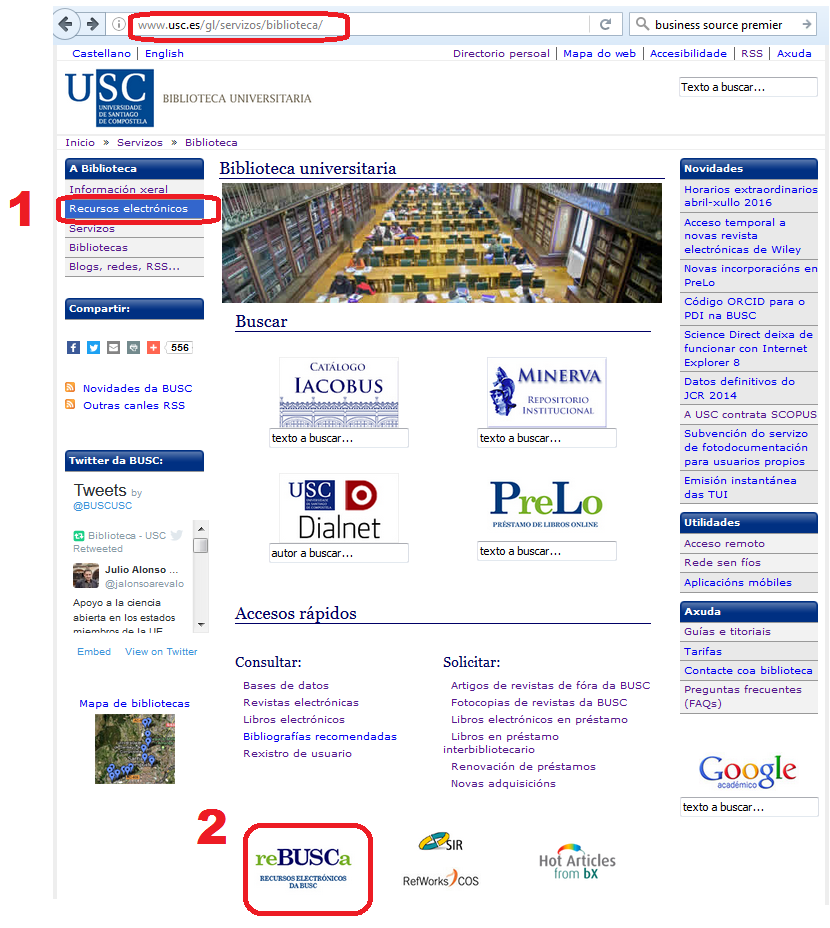 www.usc.es/gl/servizos/biblioteca/
business source premier
Castellano | English
Directorio persoal | Mapa do web | Accesibilidade | RSS | Axuda
USC
UNIVERSIDADE
DE SANTIAGO
DE COMPOSTELA
BIBLIOTECA UNIVERSITARIA
Texto a buscar...
Inicio » Servizos » Biblioteca
A Biblioteca
1
Información xeral
Recursos electrónicos
Servizos
Bibliotecas
Blogs, redes, RSS...
Compartir:
556
Novidades da BUSC
Outras canles RSS
Twitter da BUSC:
Tweets by
@BUSCUSC
Biblioteca - USC
Retweeted
Julio Alonso ...
@jalonsoarevalo
Apoyo a la ciencia
abierta en los estados
miembros de la UE
Embed
View on Twitter
Mapa de bibliotecas
Biblioteca universitaria
Buscar
CATÁLOGO
IACOBUS
texto a buscar...
MINERVA
REPOSITORIO
INSTITUCIONAL
texto a buscar...
USC
UNIVERSIDADE
DE SANTIAGO
DE COMPOSTELA
Dialnet
autor a buscar...
PreLo
PRÉSTAMO DE LIBROS ONLINE
texto a buscar...
Accesos rápidos
Consultar:
Bases de datos
Revistas electrónicas
Libros electrónicos
Bibliografías recomendadas
Rexistro de usuario
Solicitar:
Artigos de revistas de fóra da BUSC
Fotocopias de revistas da BUSC
Libros electrónicos en préstamo
Libros en préstamo
interbibliotecario
Renovación de préstamos
Novas adquisicións
2
reBUSCa
RECURSOS ELECTRÓNICOS
DA BUSC
SIR
RefWorks COS
Hot Articles
from bX
Novidades
Horarios extraordinarios
abril-xullo 2016
Acceso temporal a
novas revista
electrónicas de Wiley
Novas incorporacións en
PreLo
Código ORCID para o
PDI na BUSC
Science Direct deixa de
funcionar con Internet
Explorer 8
Datos definitivos do
JCR 2014
A USC contrata SCOPUS
Subvención do servizo
de fotodocumentación
para usuarios propios
Emisión instantánea
das TUI
Utilidades
Acceso remoto
Rede sen fíos
Aplicacións móbiles
Axuda
Guías e titoriais
Tarifas
Contacte coa biblioteca
Preguntas frecuentes
(FAQs)
Google
académico
texto a buscar...